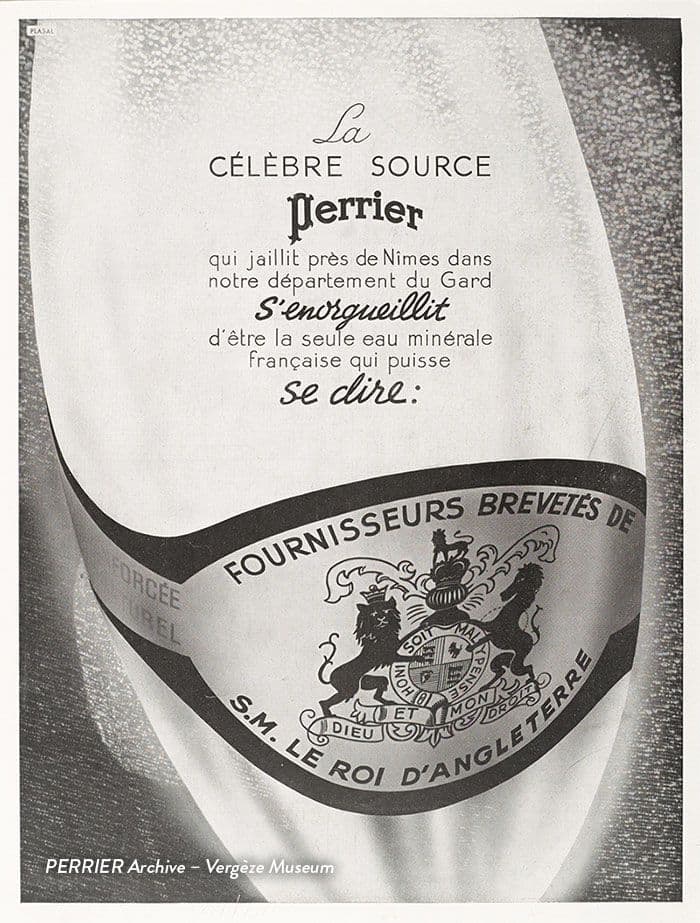 PLASAL
La
CÉLÈBRE SOURCE
Perrier
qui jaillit près de Nîmes dans
notre département du Gard
S'enorgueillit
d'être la seule eau minérale
française qui puisse
se dire:
FOURNISSEURS BREVETÉS DE
FORCÉE
UREL
HONI SOIT MAL Y PENSE
DIEU ET MON DROIT
S.M. LE ROI D'ANGLETERRE
PERRIER Archive – Vergèze Museum